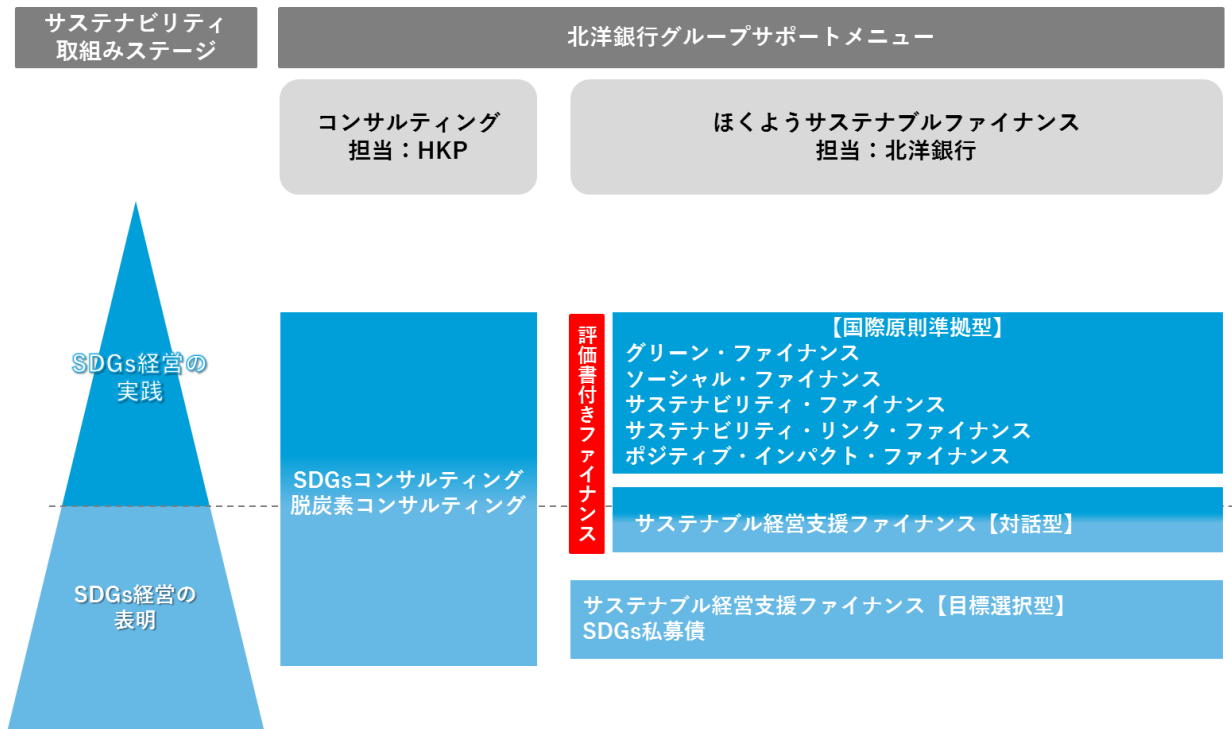 サステナビリティ
取組みステージ
北洋銀行グループサポートメニュー
コンサルティング
担当：HKP
ほくようサステナブルファイナンス
担当：北洋銀行
SDGs経営の
実践
SDGs経営の
表明
SDGsコンサルティング
脱炭素コンサルティング
評価書付きファイナンス
【国際原則準拠型】
グリーン・ファイナンス
ソーシャル・ファイナンス
サステナビリティ・ファイナンス
サステナビリティ・リンク・ファイナンス
ポジティブ・インパクト・ファイナンス
サステナブル経営支援ファイナンス【対話型】
サステナブル経営支援ファイナンス【目標選択型】
SDGs私募債